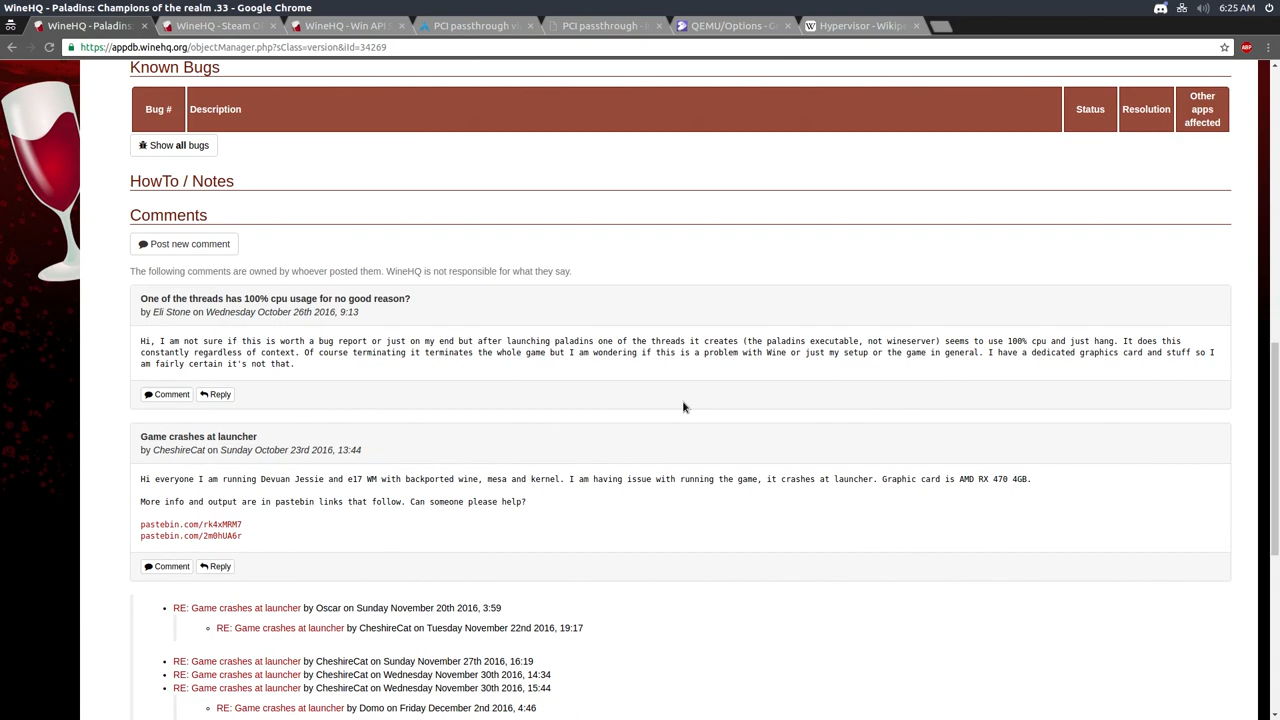 WineHQ - Paladins: Champions of the realm .33 - Google Chrome
6:25 AM
WineHQ - Paladins:
WineHQ - Steam O
WineHQ - Win API
PCI passthrough v
PCI passthrough -
QEMU/Options - G
Hypervisor - Wikip
https://appdb.winehq.org/objectManager.php?sClass=version&iId=34269
ABP
Known Bugs
Bug #
Description
Status
Resolution
Other
apps
affected
Show all bugs
HowTo / Notes
Comments
Post new comment
The following comments are owned by whoever posted them. WineHQ is not responsible for what they say.
One of the threads has 100% cpu usage for no good reason?
by Eli Stone on Wednesday October 26th 2016, 9:13
Hi, I am not sure if this is worth a bug report or just on my end but after launching paladins one of the threads it creates (the paladins executable, not wineserver) seems to use 100% cpu and just hang. It does this
constantly regardless of context. Of course terminating it terminates the whole game but I am wondering if this is a problem with Wine or just my setup or the game in general. I have a dedicated graphics card and stuff so I
am fairly certain it's not that.
Comment Reply
Game crashes at launcher
by CheshireCat on Sunday October 23rd 2016, 13:44
Hi everyone I am running Devuan Jessie and e17 WM with backported wine, mesa and kernel. I am having issue with running the game, it crashes at launcher. Graphic card is AMD RX 470 4GB.
More info and output are in pastebin links that follow. Can someone please help?
pastebin.com/rk4xMRM7
pastebin.com/2m0hUA6r
Comment Reply
RE: Game crashes at launcher by Oscar on Sunday November 20th 2016, 3:59
RE: Game crashes at launcher by CheshireCat on Tuesday November 22nd 2016, 19:17
RE: Game crashes at launcher by CheshireCat on Sunday November 27th 2016, 16:19
RE: Game crashes at launcher by CheshireCat on Wednesday November 30th 2016, 14:34
RE: Game crashes at launcher by CheshireCat on Wednesday November 30th 2016, 15:44
RE: Game crashes at launcher by Domo on Friday December 2nd 2016, 4:46